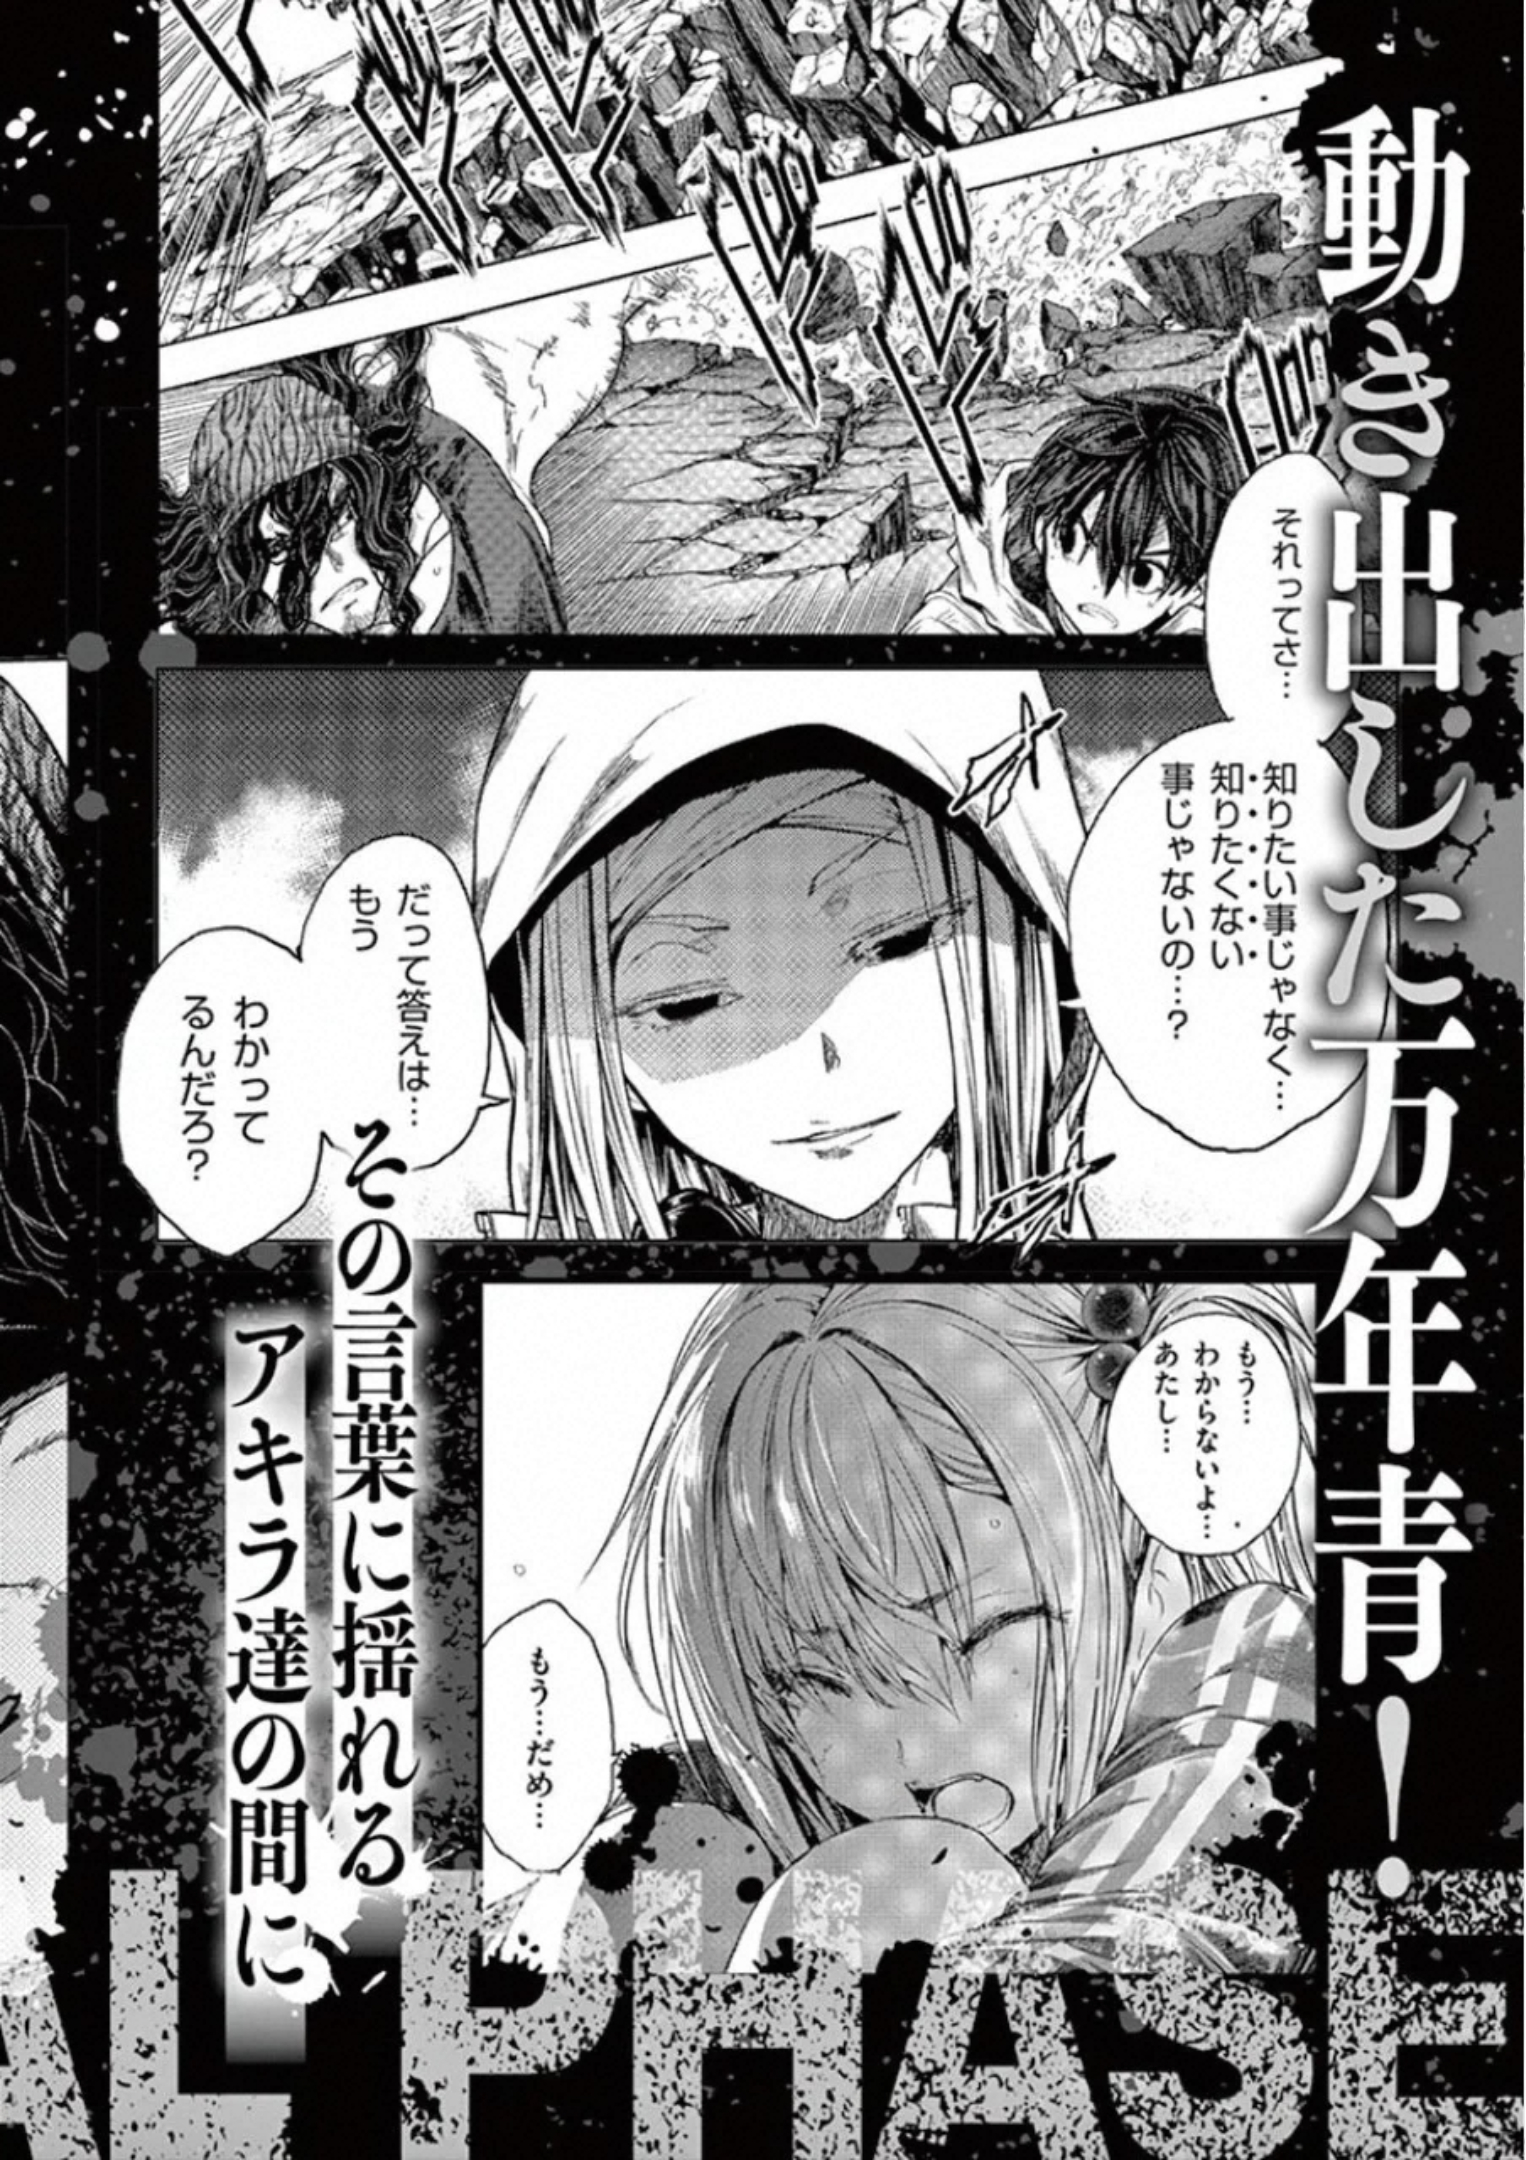 動き出した万年青！
それってさ…
知りたい事じゃなく…
知りたくない
事じゃないの…？
だって答えは…
もう
わかって
るんだろ？
もう…
わからないよ…
あたし…
もう…だめ…
その言葉に揺れる
アキラ達の間に
AL PHASE